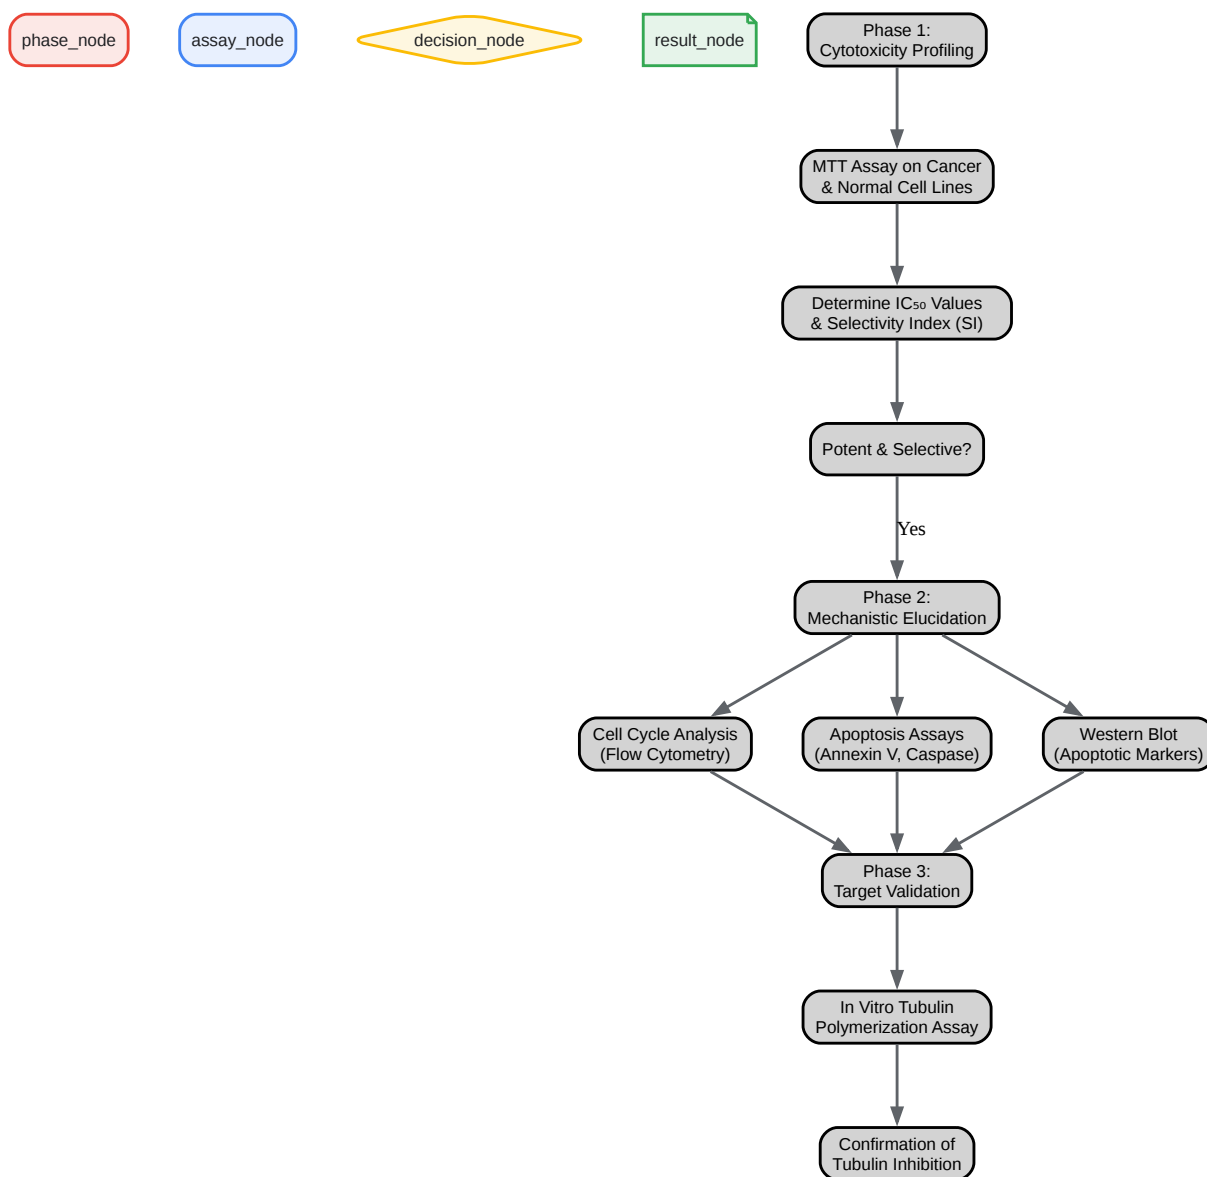 phase_node
assay_node
decision_node
result_node
Phase 1:
Cytotoxicity Profiling
MTT Assay on Cancer
& Normal Cell Lines
Determine IC₅₀ Values
& Selectivity Index (SI)
Potent & Selective?
Yes
Phase 2:
Mechanistic Elucidation
Cell Cycle Analysis
(Flow Cytometry)
Apoptosis Assays
(Annexin V, Caspase)
Western Blot
(Apoptotic Markers)
Phase 3:
Target Validation
In Vitro Tubulin
Polymerization Assay
Confirmation of
Tubulin Inhibition